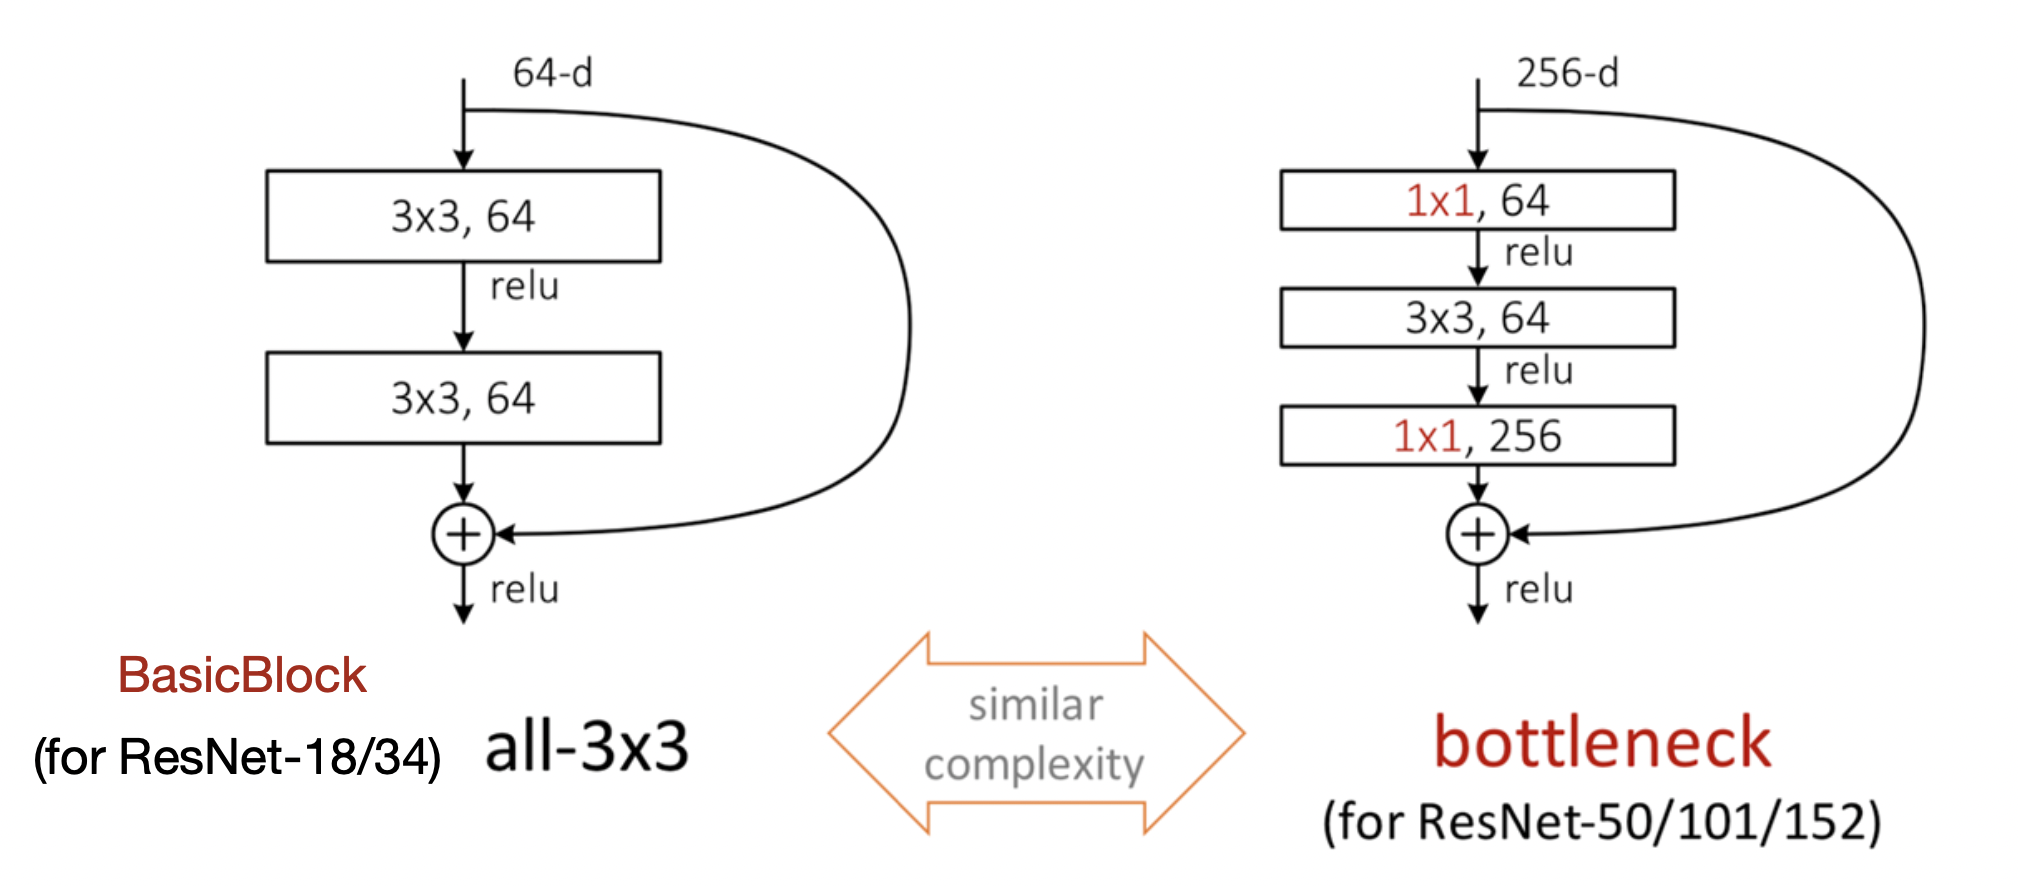 64-d
3x3, 64
relu
3x3, 64
relu
BasicBlock
(for ResNet-18/34)
all-3x3
similar
complexity
256-d
1x1, 64
relu
3x3, 64
relu
1x1, 256
relu
bottleneck
(for ResNet-50/101/152)